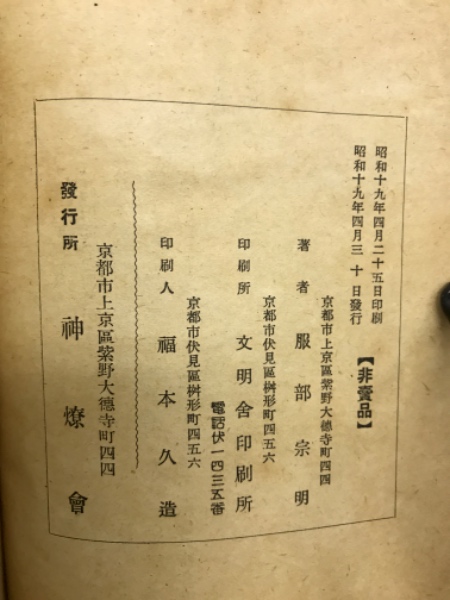 昭和十九年四月二十五日印刷
昭和十九年四月三十日發行
【非賣品】
京都市上京區紫野大德寺町四四
著者 服部宗明
京都市伏見區桝形町四五六
印刷所 文明舍印刷所
電話伏一四三五番
京都市伏見區桝形町四五六
印刷人 福本久造
京都市上京區紫野大德寺町四四
發行所 神燎會